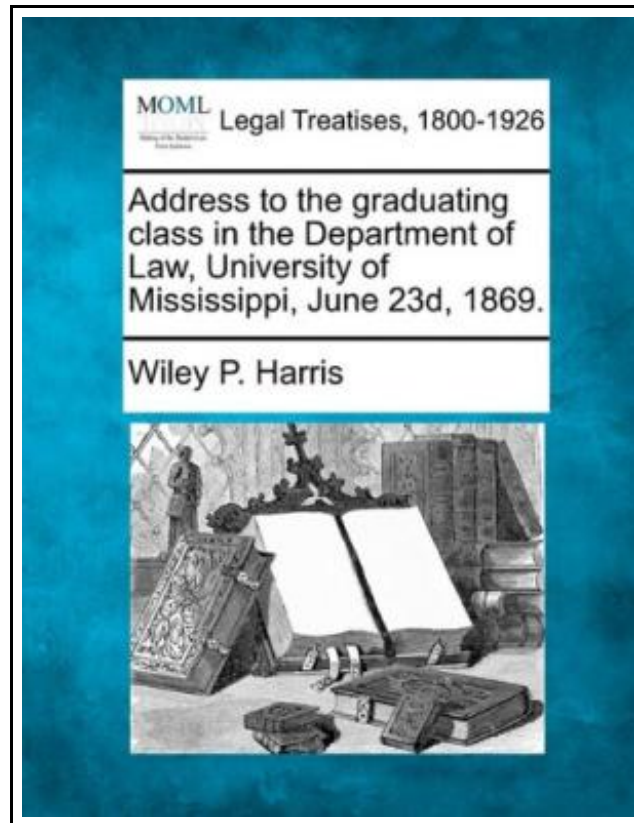 MOML
Legal Treatises, 1800-1926
Address to the graduating
class in the Department of
Law, University of
Mississippi, June 23d, 1869.
Wiley P. Harris